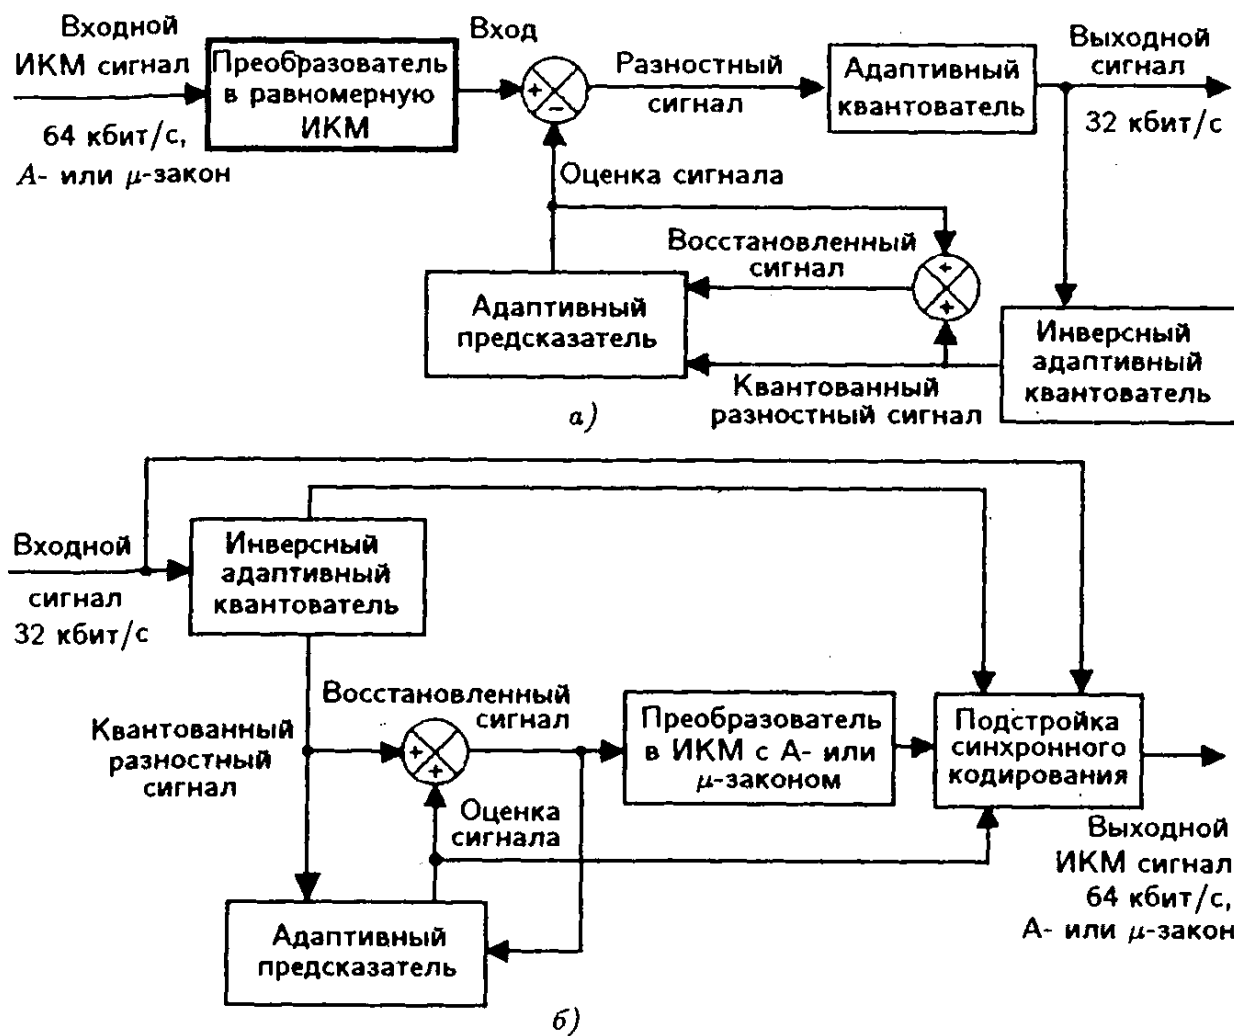 Входной
ИКМ сигнал
64 кбит/с,
А- или μ-закон
Преобразователь
в равномерную
ИКМ
Вход
+
−
Разностный
сигнал
Адаптивный
квантователь
Выходной
сигнал
32 кбит/с
Оценка сигнала
Восстановленный
сигнал
+
+
Адаптивный
предсказатель
Инверсный
адаптивный
квантователь
Квантованный
разностный сигнал
а)
Входной
сигнал
32 кбит/с
Инверсный
адаптивный
квантователь
Квантованный
разностный
сигнал
Восстановленный
сигнал
+
+
Оценка
сигнала
Преобразователь
в ИКМ с А- или
μ-законом
Подстройка
синхронного
кодирования
Выходной
ИКМ сигнал
64 кбит/с,
А- или μ-закон
Адаптивный
предсказатель
б)